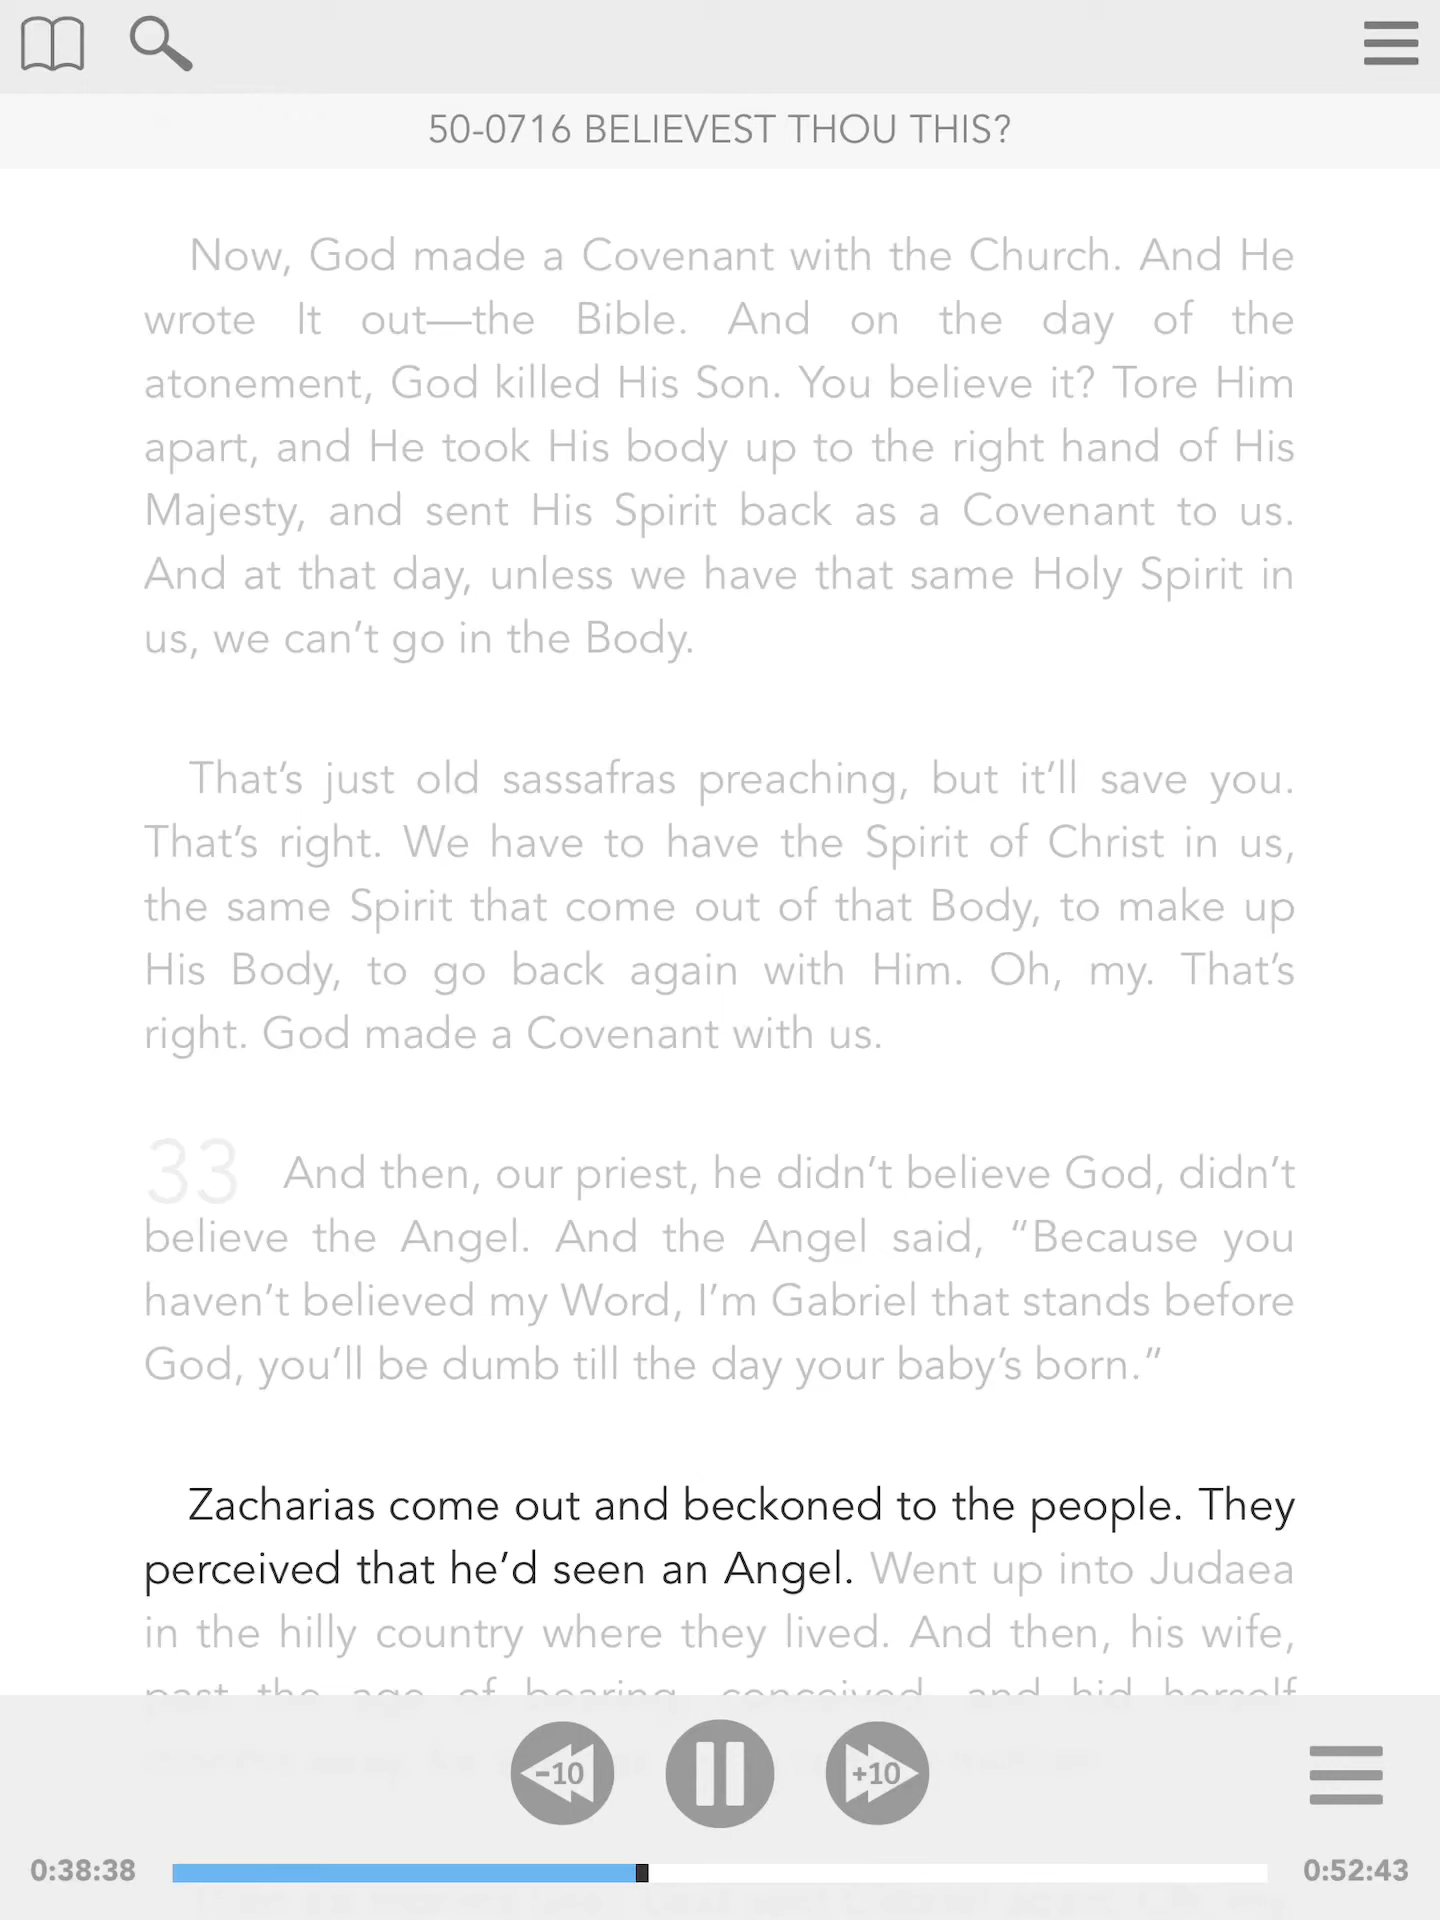 50-0716 BELIEVEST THOU THIS?
Now, God made a Covenant with the Church. And He
wrote It out—the Bible. And on the day of the
atonement, God killed His Son. You believe it? Tore Him
apart, and He took His body up to the right hand of His
Majesty, and sent His Spirit back as a Covenant to us.
And at that day, unless we have that same Holy Spirit in
us, we can’t go in the Body.
That’s just old sassafras preaching, but it’ll save you.
That’s right. We have to have the Spirit of Christ in us,
the same Spirit that come out of that Body, to make up
His Body, to go back again with Him. Oh, my. That’s
right. God made a Covenant with us.
33 And then, our priest, he didn’t believe God, didn’t
believe the Angel. And the Angel said, “Because you
haven’t believed my Word, I’m Gabriel that stands before
God, you’ll be dumb till the day your baby’s born.”
Zacharias come out and beckoned to the people. They
perceived that he’d seen an Angel. Went up into Judaea
in the hilly country where they lived. And then, his wife,
past the age of bearing, conceived, and hid herself
-10 +10
0:38:38 0:52:43